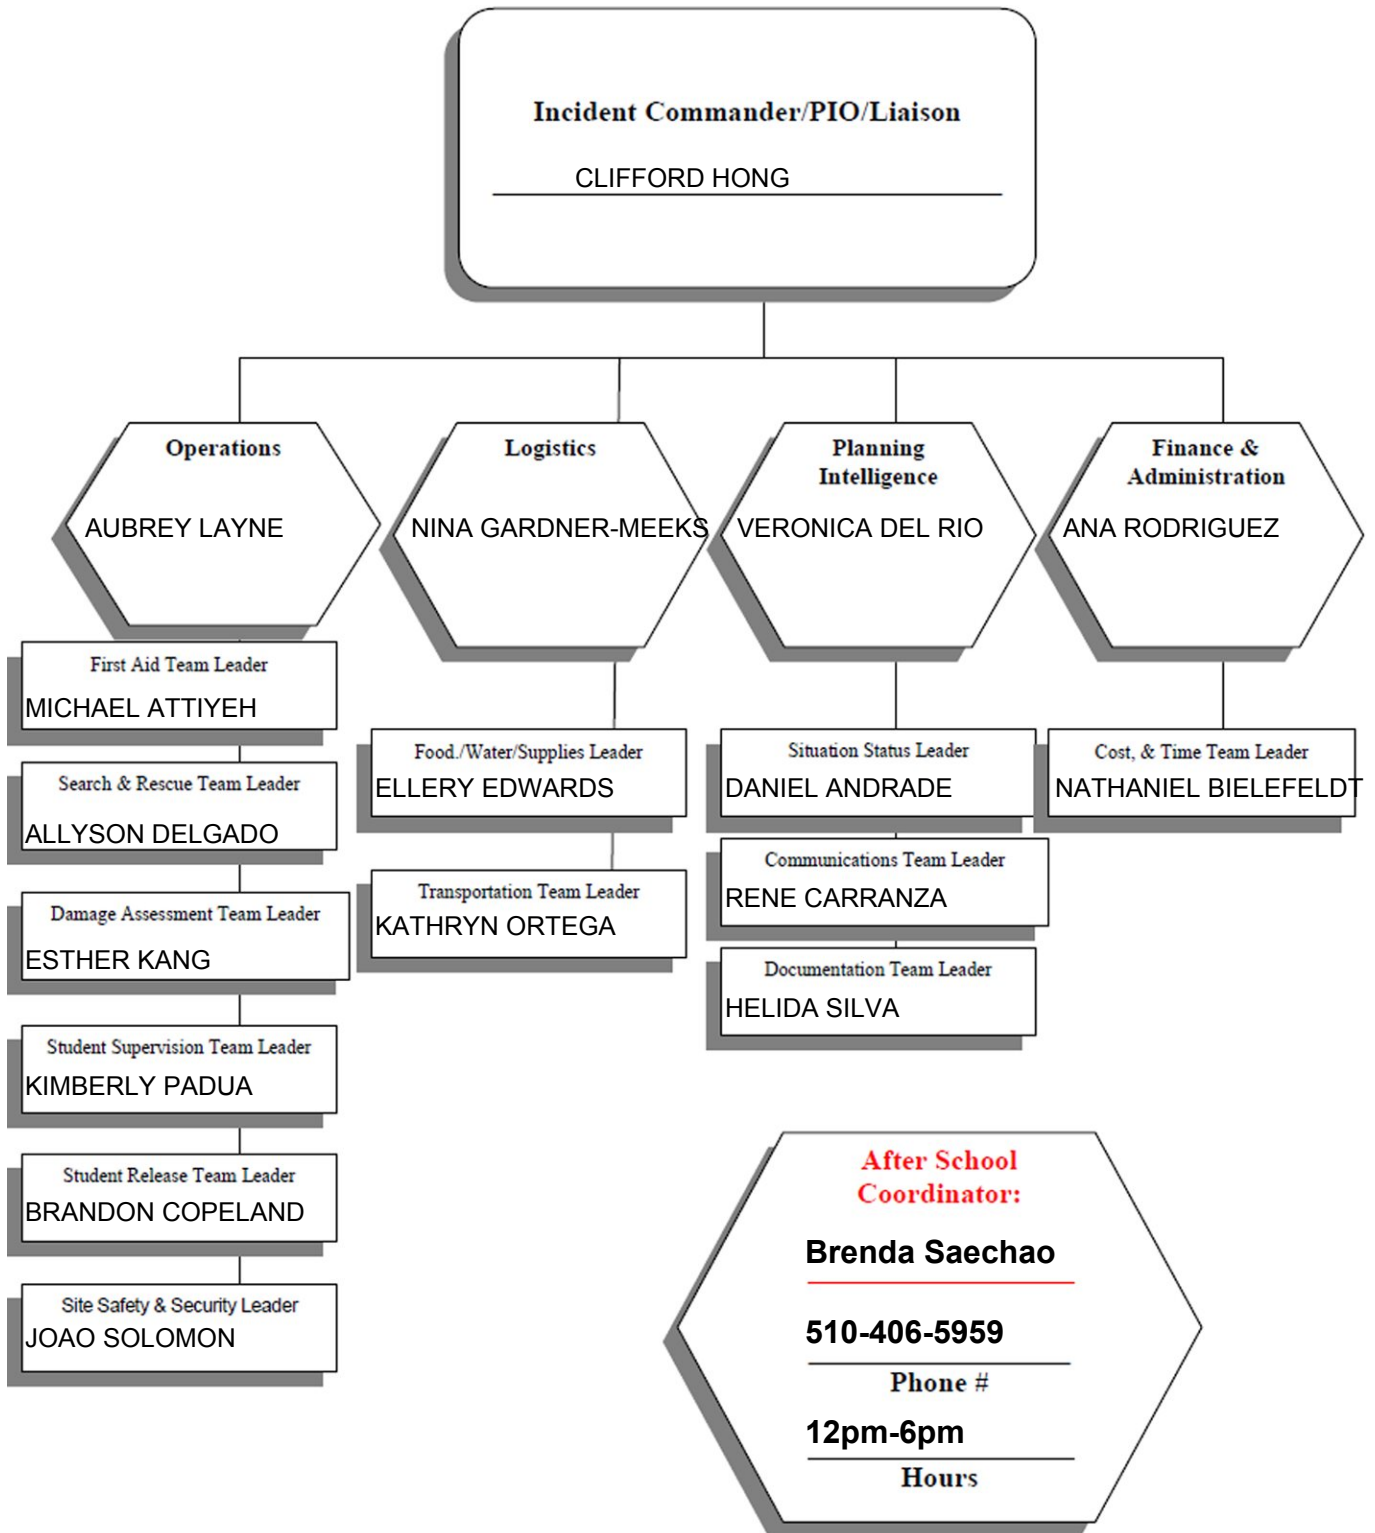 Incident Commander/PIO/Liaison
CLIFFORD HONG
Operations
AUBREY LAYNE
First Aid Team Leader
MICHAEL ATTIYEH
Search & Rescue Team Leader
ALLYSON DELGADO
Damage Assessment Team Leader
ESTHER KANG
Student Supervision Team Leader
KIMBERLY PADUA
Student Release Team Leader
BRANDON COPELAND
Site Safety & Security Leader
JOAO SOLOMON
Logistics
NINA GARDNER-MEEKS
Food./Water/Supplies Leader
ELLERY EDWARDS
Transportation Team Leader
KATHRYN ORTEGA
Planning
Intelligence
VERONICA DEL RIO
Situation Status Leader
DANIEL ANDRADE
Communications Team Leader
RENE CARRANZA
Documentation Team Leader
HELIDA SILVA
Finance &
Administration
ANA RODRIGUEZ
Cost, & Time Team Leader
NATHANIEL BIELEFELDT
After School
Coordinator:
Brenda Saechao
510-406-5959
Phone #
12pm-6pm
Hours